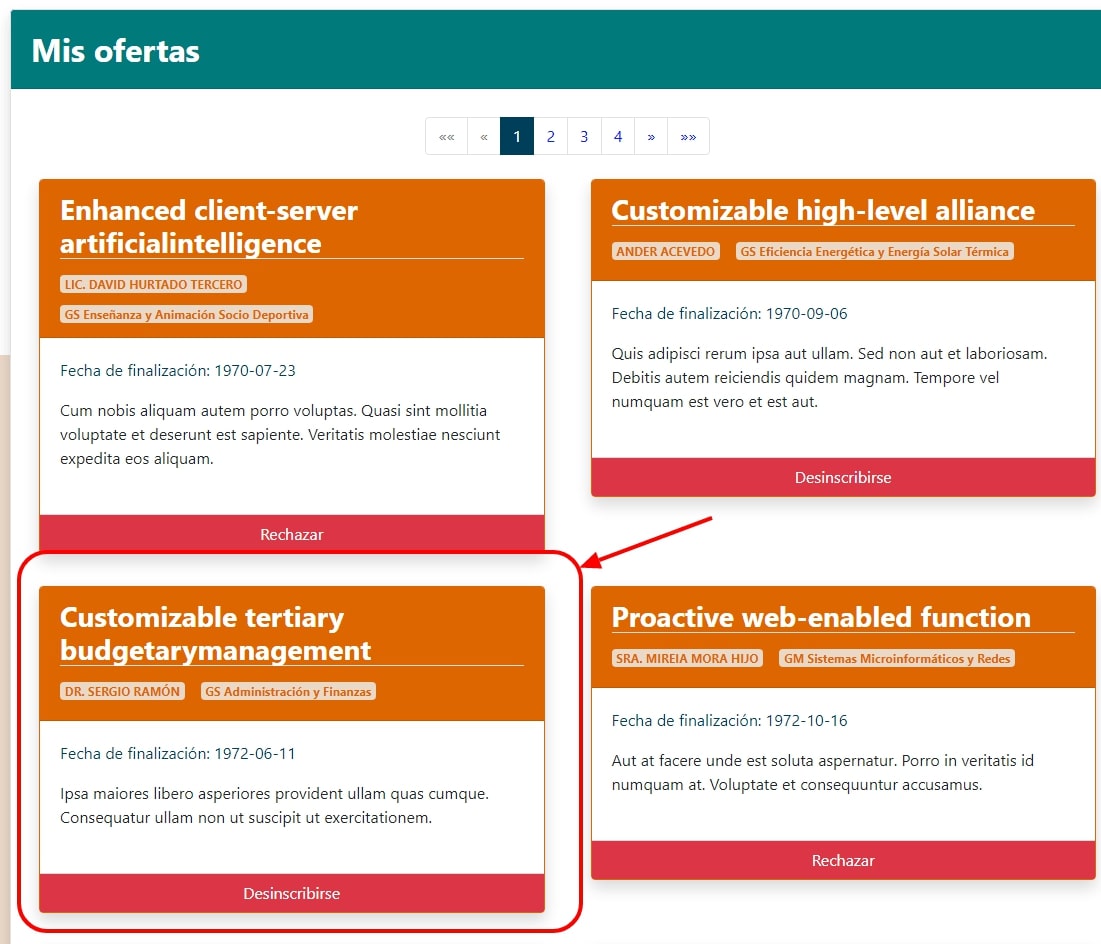 Mis ofertas
«« « 1 2 3 4 » »»
Enhanced client-server
artificialintelligence
LIC. DAVID HURTADO TERCERO
GS Enseñanza y Animación Socio Deportiva
Fecha de finalización: 1970-07-23
Cum nobis aliquam autem porro voluptas. Quasi sint mollitia
voluptate et deserunt est sapiente. Veritatis molestiae nesciunt
expedita eos aliquam.
Rechazar
Customizable high-level alliance
ANDER ACEVEDO GS Eficiencia Energética y Energía Solar Térmica
Fecha de finalización: 1970-09-06
Quis adipisci rerum ipsa aut ullam. Sed non aut et laboriosam.
Debitis autem reiciendis quidem magnam. Tempore vel
numquam est vero et est aut.
Desinscribirse
Customizable tertiary
budgetarymanagement
DR. SERGIO RAMÓN GS Administración y Finanzas
Fecha de finalización: 1972-06-11
Ipsa maiores libero asperiores provident ullam quas cumque.
Consequatur ullam non ut suscipit ut exercitationem.
Desinscribirse
Proactive web-enabled function
SRA. MIREIA MORA HIJO GM Sistemas Microinformáticos y Redes
Fecha de finalización: 1972-10-16
Aut at facere unde est soluta aspernatur. Porro in veritatis id
numquam at. Voluptate et consequuntur accusamus.
Rechazar